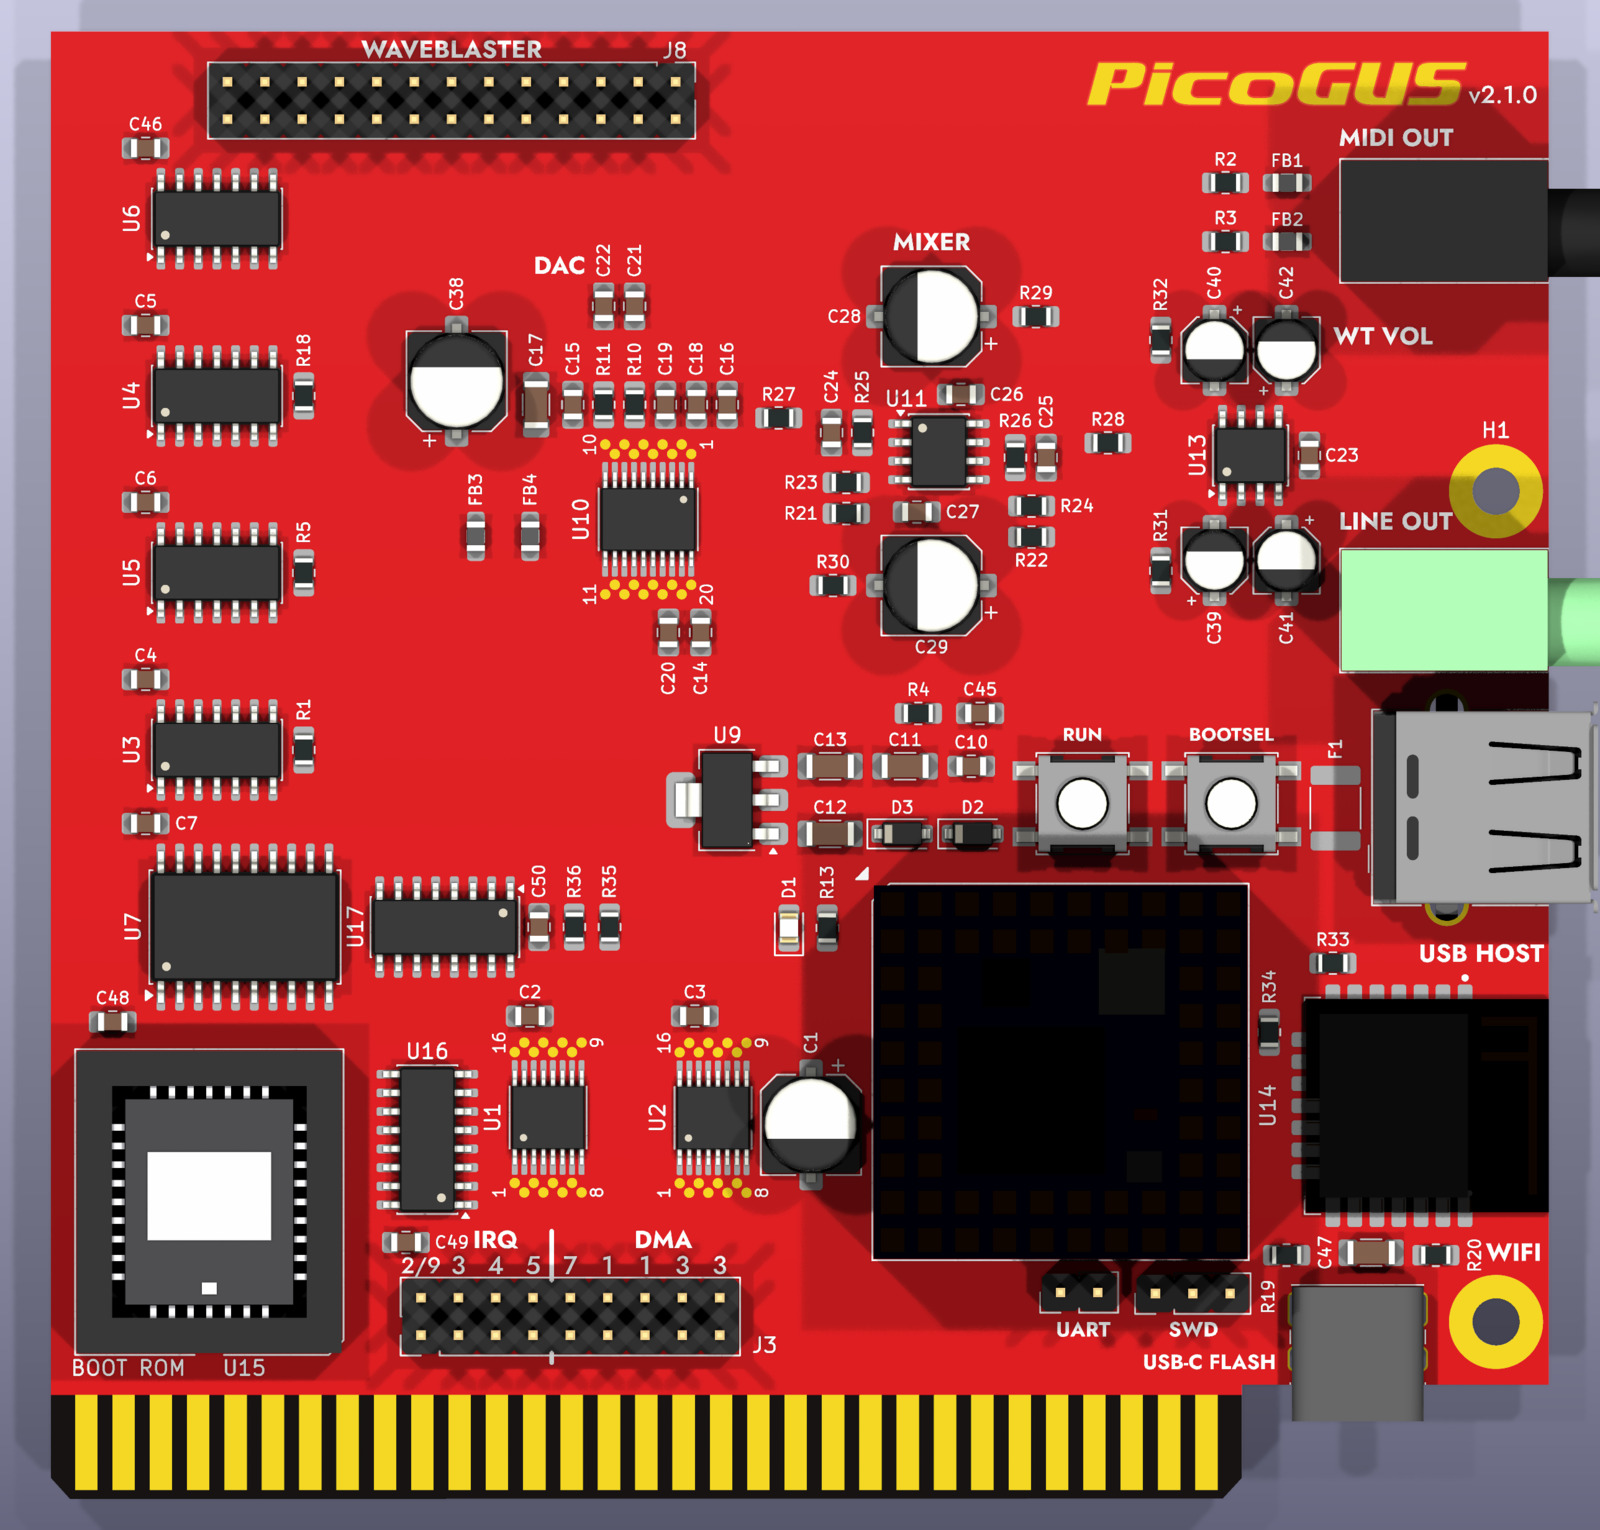 WAVEBLASTER
J8
PicoGUS v2.1.0
MIDI OUT
C46
U6
R2
FB1
R3
FB2
MIXER
DAC
C22
C21
C38
C28
R29
R32
C40
+
C42
+
WT VOL
C5
U4
R18
C17
C15
R11
R10
C19
C18
C16
R27
C24
R25
U11
C26
R26
C25
R28
+
+
10
1
U13
C23
H1
C6
U5
R5
FB3
FB4
U10
R23
R21
C27
R24
R22
LINE OUT
R31
11
20
R30
+
C29
+
C39
+
C41
C20
C14
C4
U3
R1
R4
C45
U9
C13
C11
C10
RUN
BOOTSEL
F1
C7
C12
D3
D2
U7
U17
C50
R36
R35
D1
R13
USB HOST
R33
R34
C48
C2
C3
C1
+
U16
16
9
U1
1
8
16
9
U2
1
8
U14
C49
IRQ
DMA
2/9 3 4 5 7 1 1 3 3
J3
UART
SWD
R19
C47
R20
WIFI
USB-C FLASH
BOOT ROM
U15